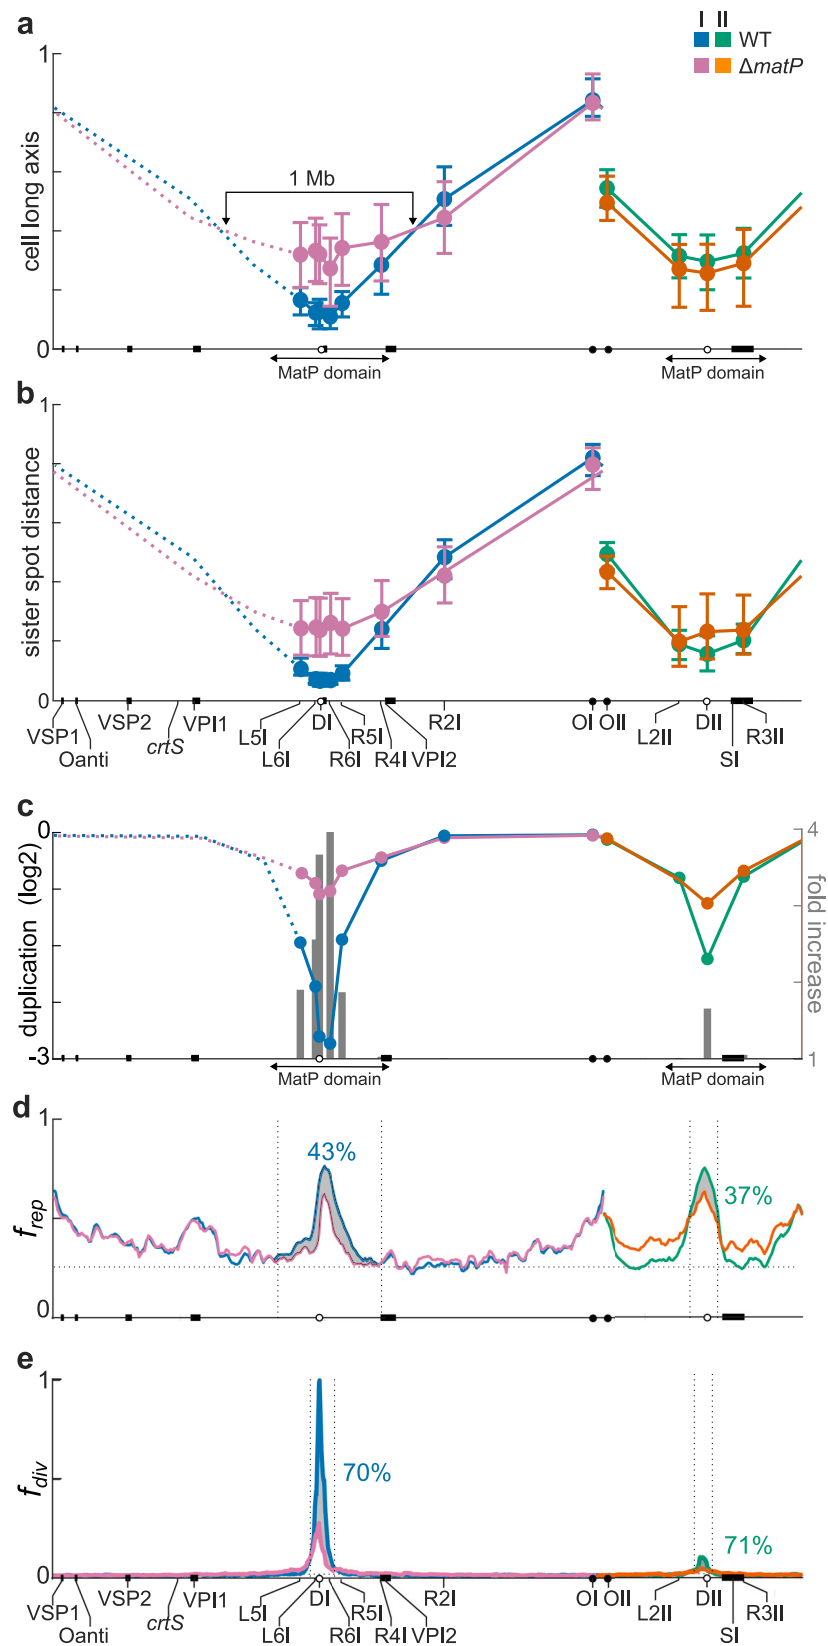 a
I II
WT
ΔmatP
1
cell long axis
1 Mb
0
MatP domain MatP domain
b
1
sister spot distance
0
VSP1 Oanti VSP2 crtS VPI1 L5I L6I DI R6I R5I R4I VPI2 R2I OI OII L2II DII SI R3II
c
0 4
duplication (log2)
fold increase
-3 1
MatP domain MatP domain
d
1
43%
37%
frep
0
e
1
70%
fdiv
71%
0
VSP1 Oanti VSP2 crtS VPI1 L5I L6I DI R6I R5I R4I VPI2 R2I OI OII L2II DII SI R3II